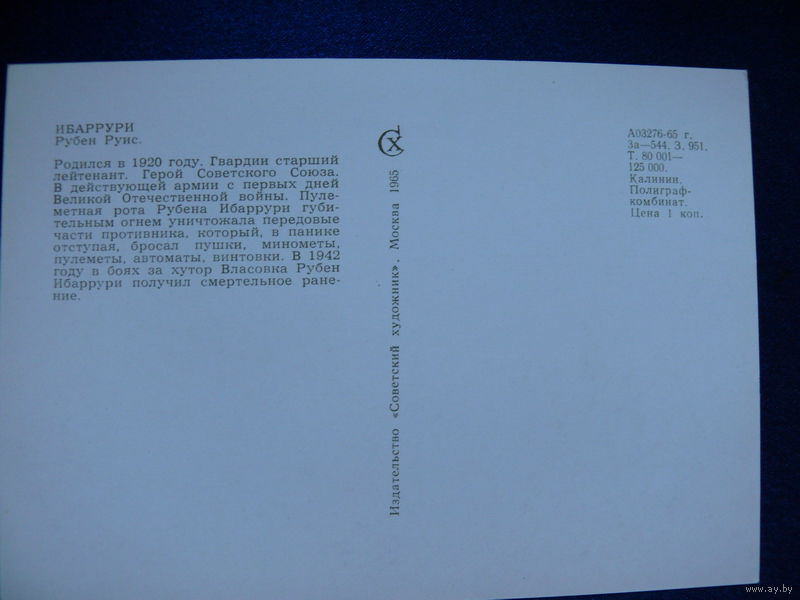 ИБАРРУРИ
Рубен Руис.
Родился в 1920 году. Гвардии старший
лейтенант. Герой Советского Союза.
В действующей армии с первых дней
Великой Отечественной войны. Пуле-
метная рота Рубена Ибаррури губи-
тельным огнем уничтожала передовые
части противника, который, в панике
отступая, бросал пушки, минометы,
пулеметы, автоматы, винтовки. В 1942
году в боях за хутор Власовка Рубен
Ибаррури получил смертельное ране-
ние.
СХ
Издательство «Советский художник». Москва 1965
А03276-65 г.
За—544. З. 951.
Т. 80 001—
125 000.
Калинин.
Полиграф-
комбинат.
Цена 1 коп.
www.ay.by